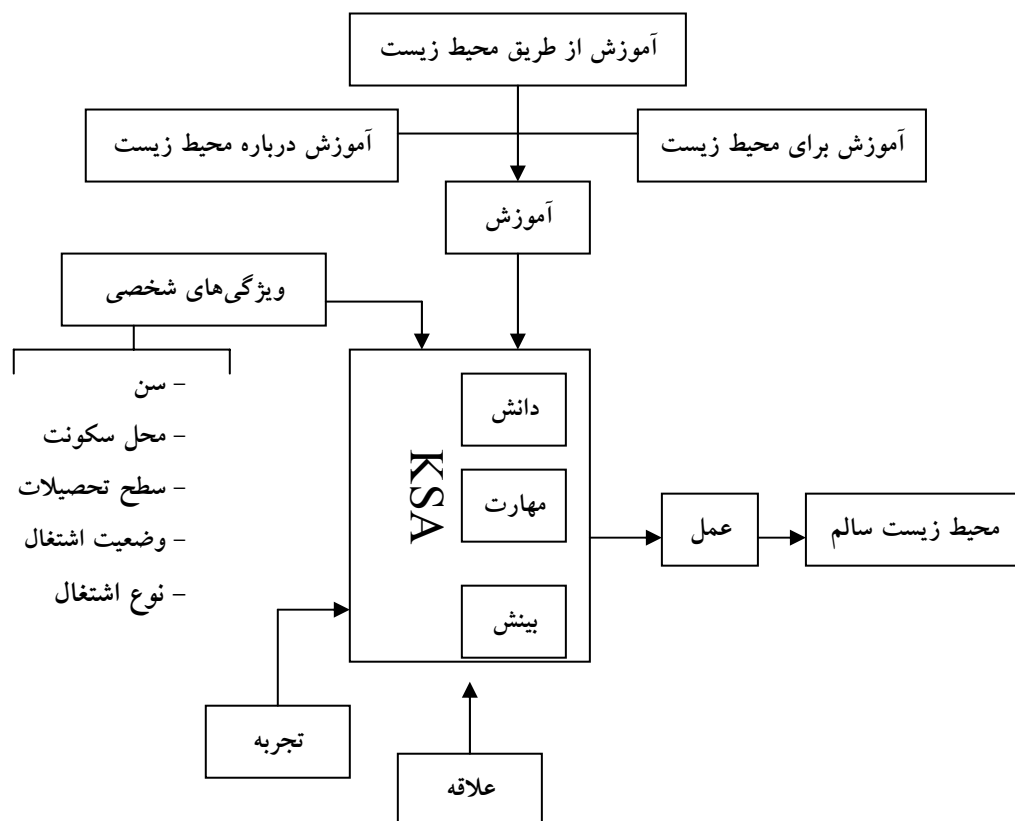 آموزش از طریق محیط زیست
آموزش برای محیط زیست
آموزش درباره محیط زیست
آموزش
ویژگی‌های شخصی
– سن
– محل سکونت
– سطح تحصیلات
– وضعیت اشتغال
– نوع اشتغال
KSA
دانش
مهارت
بینش
عمل
محیط زیست سالم
تجربه
علاقه